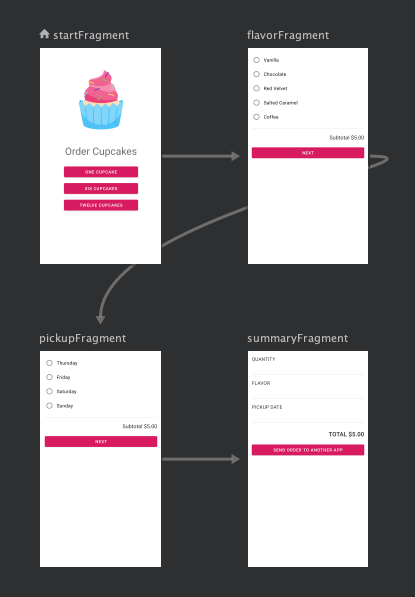 startFragment
Order Cupcakes
ONE CUPCAKE
SIX CUPCAKES
TWELVE CUPCAKES
flavorFragment
Vanilla
Chocolate
Red Velvet
Salted Caramel
Coffee
Subtotal $5.00
NEXT
pickupFragment
Thursday
Friday
Saturday
Sunday
Subtotal $5.00
NEXT
summaryFragment
QUANTITY
FLAVOR
PICKUP DATE
TOTAL $5.00
SEND ORDER TO ANOTHER APP